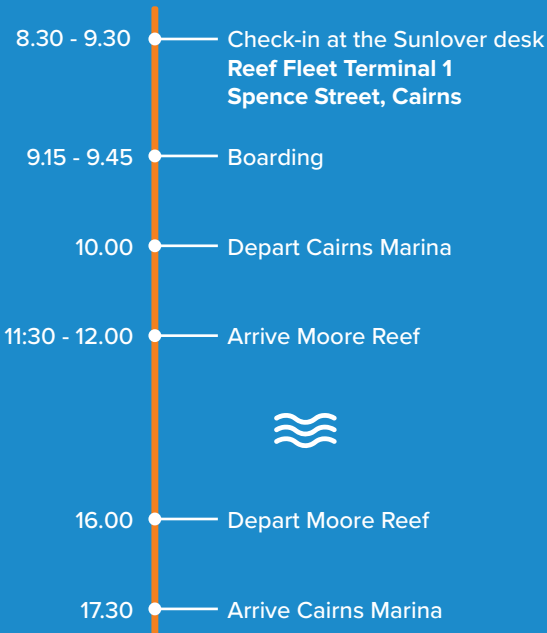 8.30 - 9.30 Check-in at the Sunlover desk
Reef Fleet Terminal 1
Spence Street, Cairns
9.15 - 9.45 Boarding
10.00 Depart Cairns Marina
11:30 - 12.00 Arrive Moore Reef
16.00 Depart Moore Reef
17.30 Arrive Cairns Marina